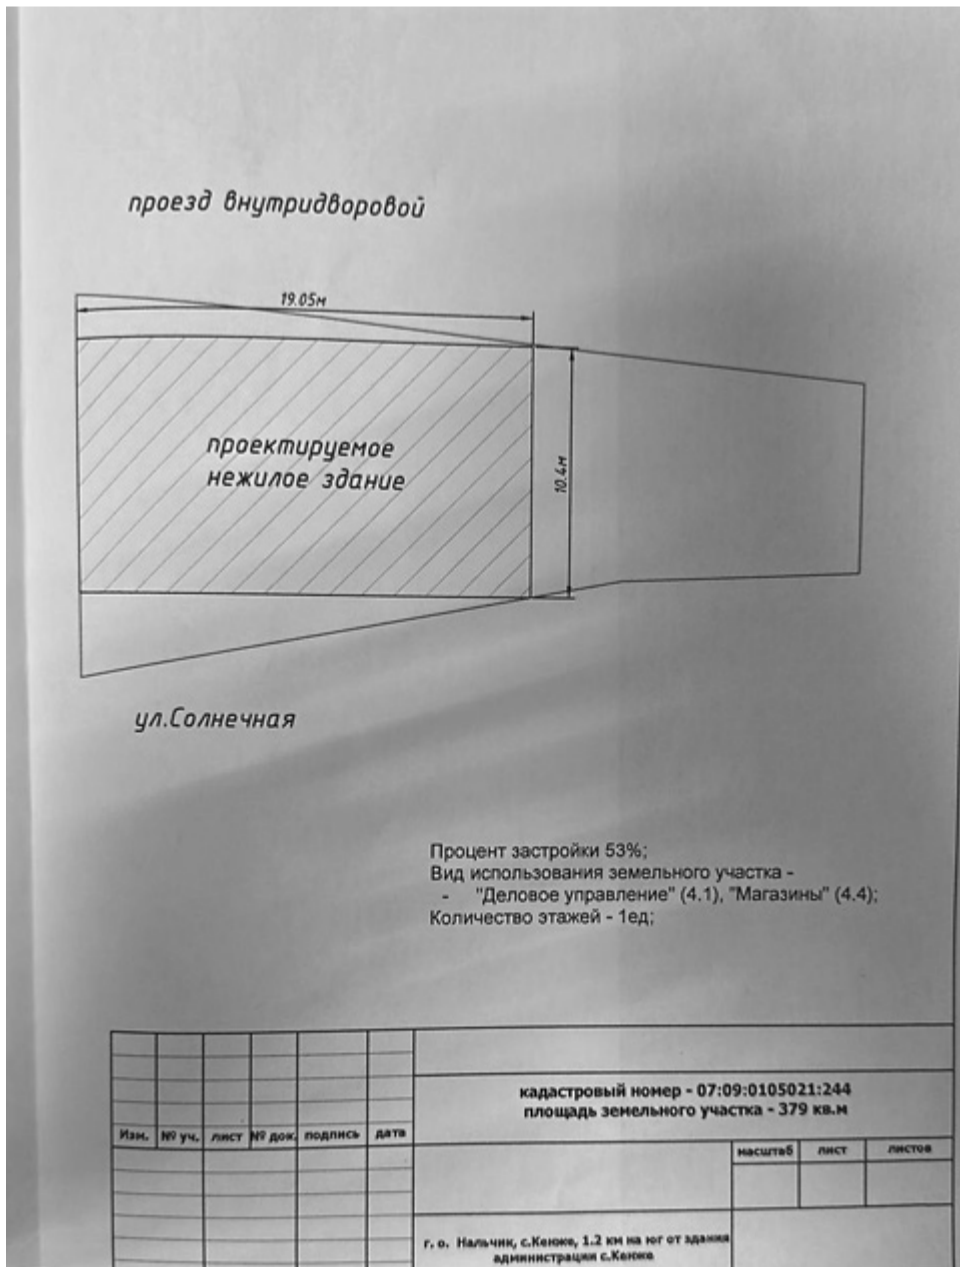 проезд внутридворовой
19.05м
проектируемое
нежилое здание
10.4м
ул.Солнечная
Процент застройки 53%;
Вид использования земельного участка -
- "Деловое управление" (4.1), "Магазины" (4.4);
Количество этажей - 1ед;
кадастровый номер - 07:09:0105021:244
площадь земельного участка - 379 кв.м
Изм. № уч. лист № док. подпись дата
масштаб лист листов
г. о. Нальчик, с.Кенже, 1.2 км на юг от здания
администрации с.Кенже